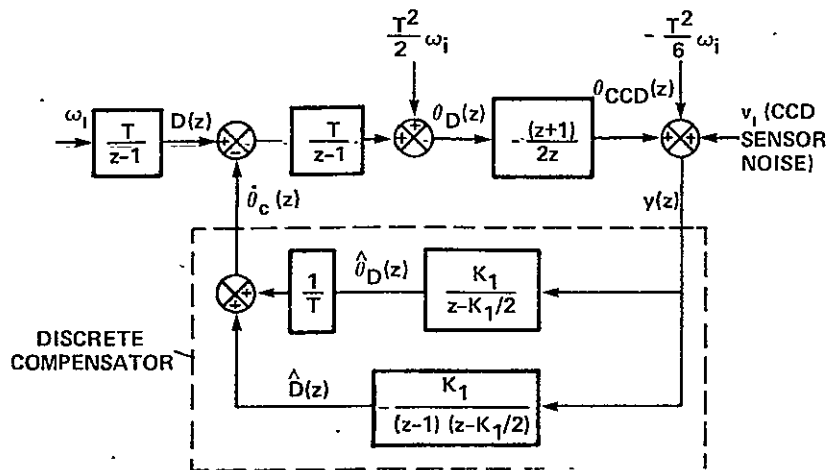 T²/2 ωᵢ
- T²/6 ωᵢ
ωᵢ
T/z-1
D(z)
T/z-1
θ_D(z)
-(z+1)/2z
θ_CCD(z)
vᵢ (CCD
SENSOR
NOISE)
θ̇_c(z)
y(z)
1/T
θ̂_D(z)
K₁/z-K₁/2
DISCRETE
COMPENSATOR
D̂(z)
-K₁/(z-1) (z-K₁/2)